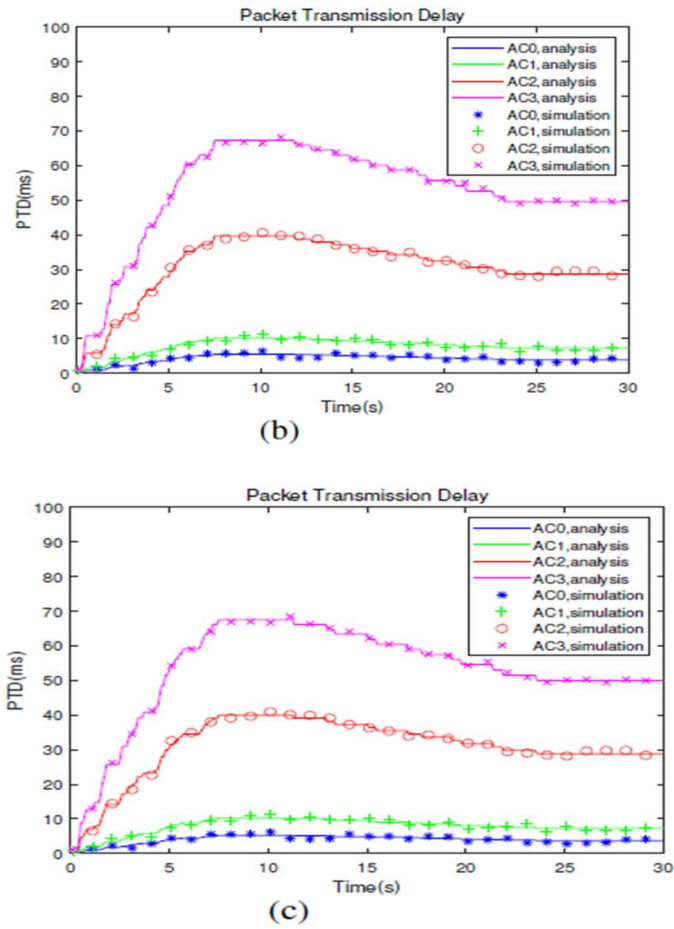 Packet Transmission Delay
100
90
80
70
60
50
40
30
20
10
0
PTD(ms)
AC0,analysis
AC1,analysis
AC2,analysis
AC3,analysis
AC0,simulation
AC1,simulation
AC2,simulation
AC3,simulation
0 5 10 15 20 25 30
Time(s)
(b)
Packet Transmission Delay
100
90
80
70
60
50
40
30
20
10
0
PTD(ms)
AC0,analysis
AC1,analysis
AC2,analysis
AC3,analysis
AC0,simulation
AC1,simulation
AC2,simulation
AC3,simulation
0 5 10 15 20 25 30
Time(s)
(c)